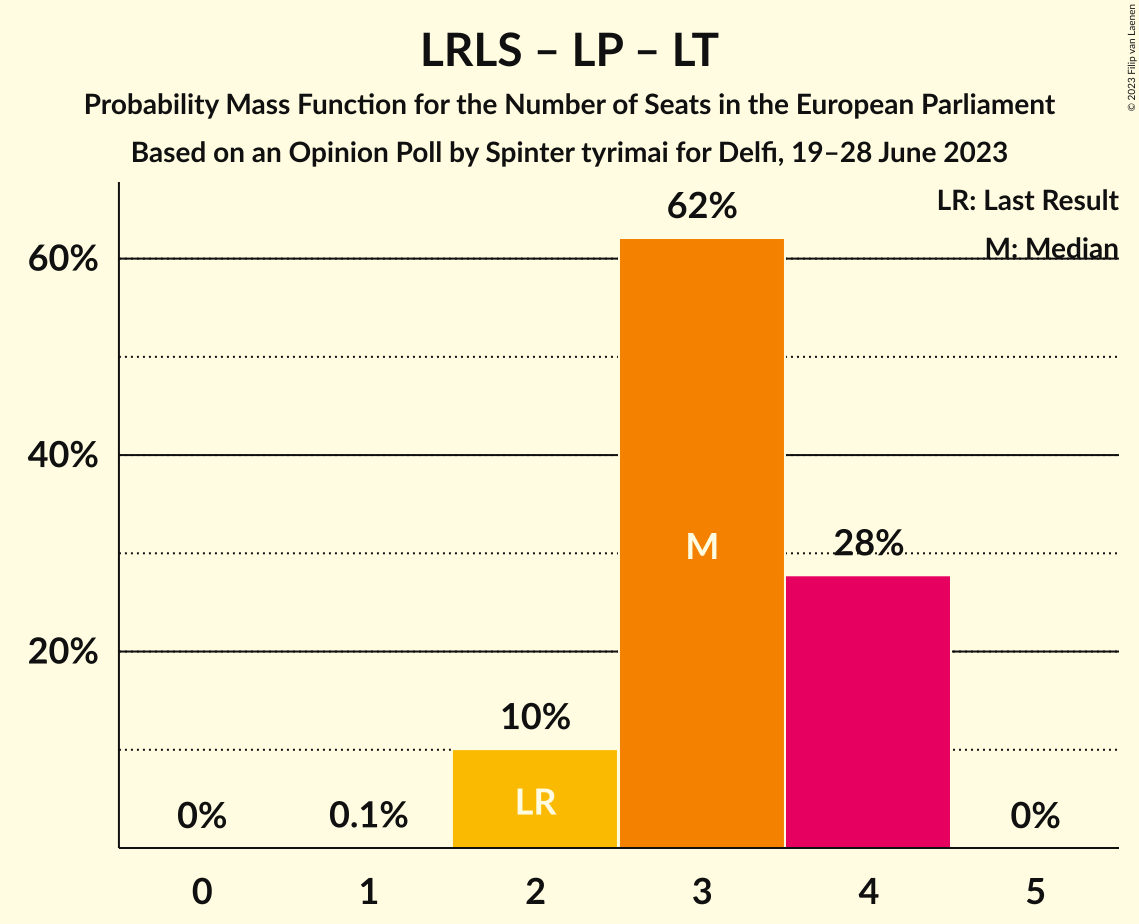 LRLS – LP – LT
Probability Mass Function for the Number of Seats in the European Parliament
Based on an Opinion Poll by Spinter tyrimai for Delfi, 19–28 June 2023
© 2023 Filip van Laenen
LR: Last Result
M: Median
60%
40%
20%
0%
0.1%
10%
62%
28%
0%
LR
M
0 1 2 3 4 5